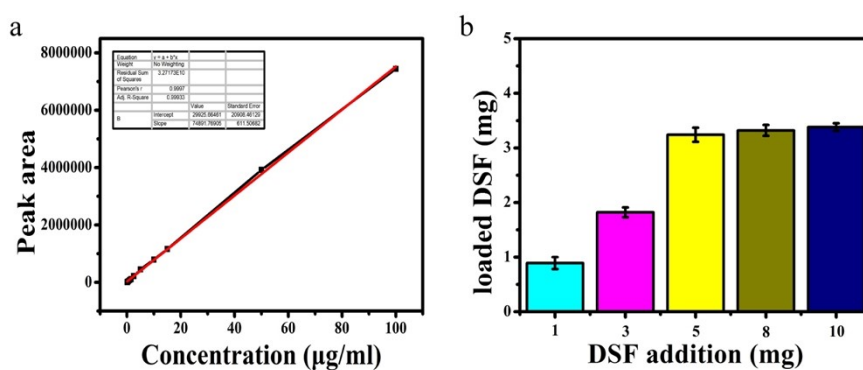 a
b
8000000
6000000
4000000
2000000
0
Peak area
Equation y = a + b*x
Weight No Weighting
Residual Sum of Squares 3.27173E10
Pearson's r 0.9997
Adj. R-Square 0.99933
Value Standard Error
B Intercept 29925.66461 20908.46129
Slope 74891.76905 611.50682
0 20 40 60 80 100
Concentration (μg/ml)
5
4
3
2
1
0
loaded DSF (mg)
1 3 5 8 10
DSF addition (mg)